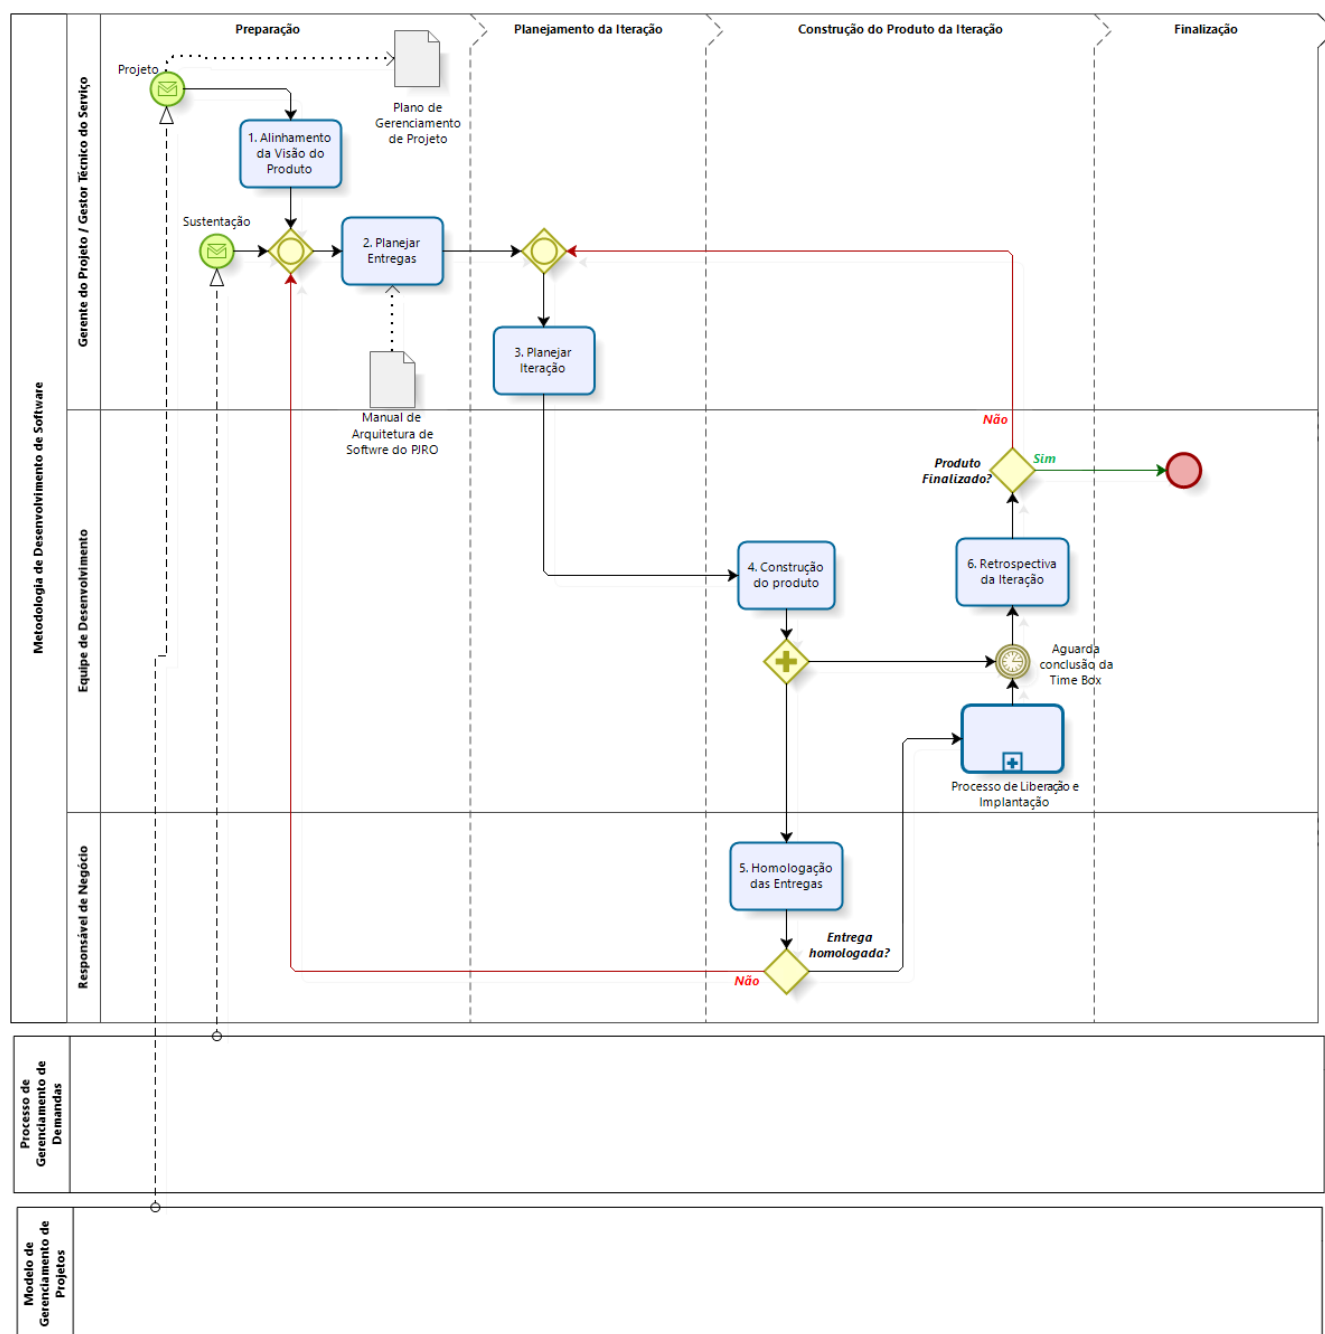 Preparação
Planejamento da Iteração
Construção do Produto da Iteração
Finalização
Metodologia de Desenvolvimento de Software
Gerente do Projeto / Gestor Técnico do Serviço
Projeto
Plano de
Gerenciamento
de Projeto
1. Alinhamento
da Visão do
Produto
Sustentação
2. Planejar
Entregas
3. Planejar
Iteração
Manual de
Arquitetura de
Softwre do PJRO
Equipe de Desenvolvimento
Não
Produto
Finalizado?
Sim
4. Construção
do produto
6. Retrospectiva
da Iteração
Aguarda
conclusão da
Time Box
Processo de Liberação e
Implantação
Responsável de Negócio
5. Homologação
das Entregas
Entrega
homologada?
Não
Processo de
Gerenciamento de
Demandas
Modelo de
Gerenciamento de
Projetos